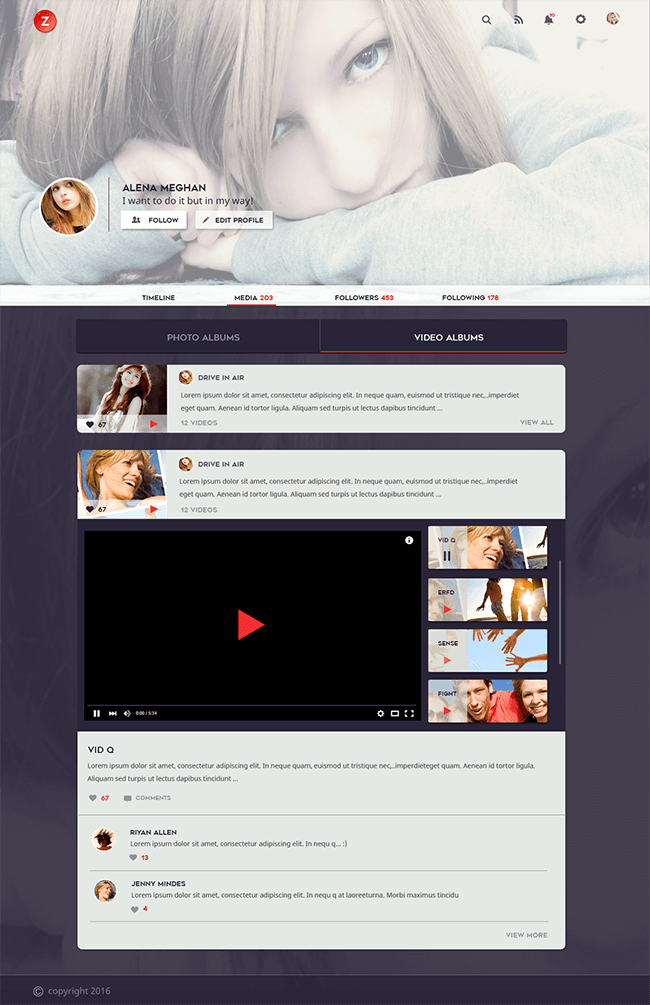 Z
10
ALENA MEGHAN
I want to do it but in my way!
FOLLOW
EDIT PROFILE
TIMELINE
MEDIA 203
FOLLOWERS 453
FOLLOWING 178
PHOTO ALBUMS
VIDEO ALBUMS
DRIVE IN AIR
Lorem ipsum dolor sit amet, consectetur adipiscing elit. In neque quam, euismod ut tristique nec,..imperdiet
eget quam. Aenean id tortor ligula. Aliquam sed turpis ut lectus dapibus tincidunt ...
67
12 VIDEOS
VIEW ALL
DRIVE IN AIR
Lorem ipsum dolor sit amet, consectetur adipiscing elit. In neque quam, euismod ut tristique nec,..imperdiet
eget quam. Aenean id tortor ligula. Aliquam sed turpis ut lectus dapibus tincidunt ...
67
12 VIDEOS
VID Q
ERFD
SENSE
FIGHT
0:00 / 5:34
VID Q
Lorem ipsum dolor sit amet, consectetur adipiscing elit. In neque quam, euismod ut tristique nec,..imperdieteget quam. Aenean id tortor ligula.
Aliquam sed turpis ut lectus dapibus tincidunt ...
67
COMMENTS
RIYAN ALLEN
Lorem ipsum dolor sit amet, consectetur adipiscing elit. In nequ q... :)
13
JENNY MINDES
Lorem ipsum dolor sit amet, consectetur adipiscing elit. In nequ q at laoreeturna. Morbi maximus tincidu
4
VIEW MORE
© copyright 2016